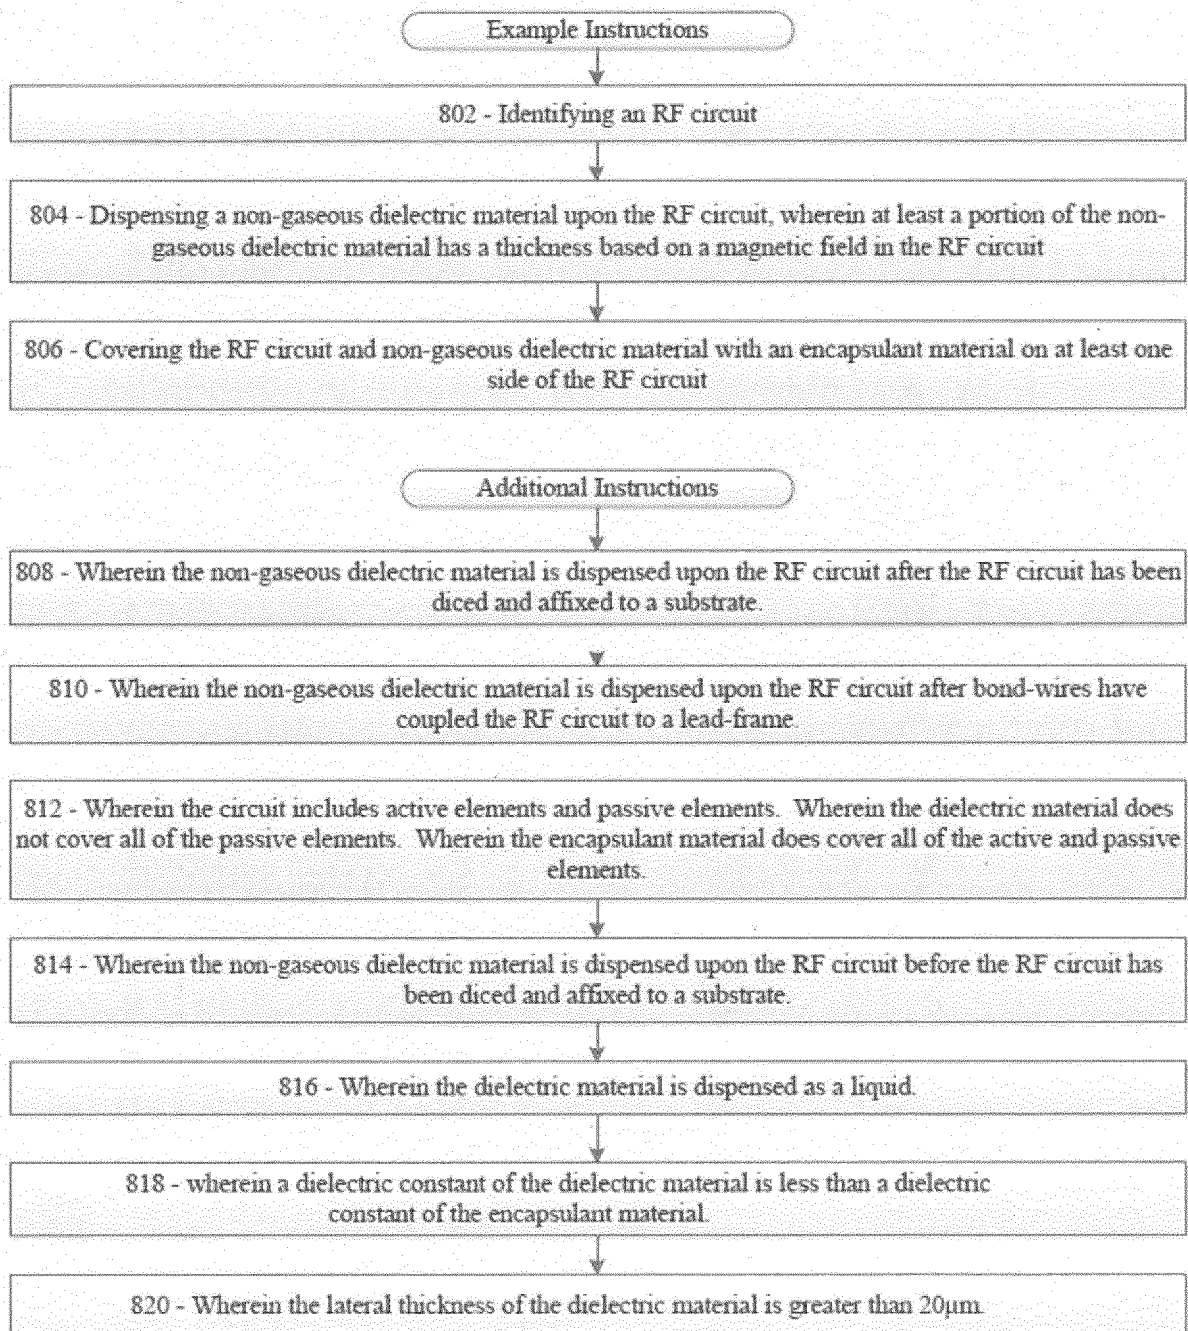 Example Instructions
802 - Identifying an RF circuit
804 - Dispensing a non-gaseous dielectric material upon the RF circuit, wherein at least a portion of the non-
gaseous dielectric material has a thickness based on a magnetic field in the RF circuit
806 - Covering the RF circuit and non-gaseous dielectric material with an encapsulant material on at least one
side of the RF circuit
Additional Instructions
808 - Wherein the non-gaseous dielectric material is dispensed upon the RF circuit after the RF circuit has been
diced and affixed to a substrate.
810 - Wherein the non-gaseous dielectric material is dispensed upon the RF circuit after bond-wires have
coupled the RF circuit to a lead-frame.
812 - Wherein the circuit includes active elements and passive elements. Wherein the dielectric material does
not cover all of the passive elements. Wherein the encapsulant material does cover all of the active and passive
elements.
814 - Wherein the non-gaseous dielectric material is dispensed upon the RF circuit before the RF circuit has
been diced and affixed to a substrate.
816 - Wherein the dielectric material is dispensed as a liquid.
818 - wherein a dielectric constant of the dielectric material is less than a dielectric
constant of the encapsulant material.
820 - Wherein the lateral thickness of the dielectric material is greater than 20μm.